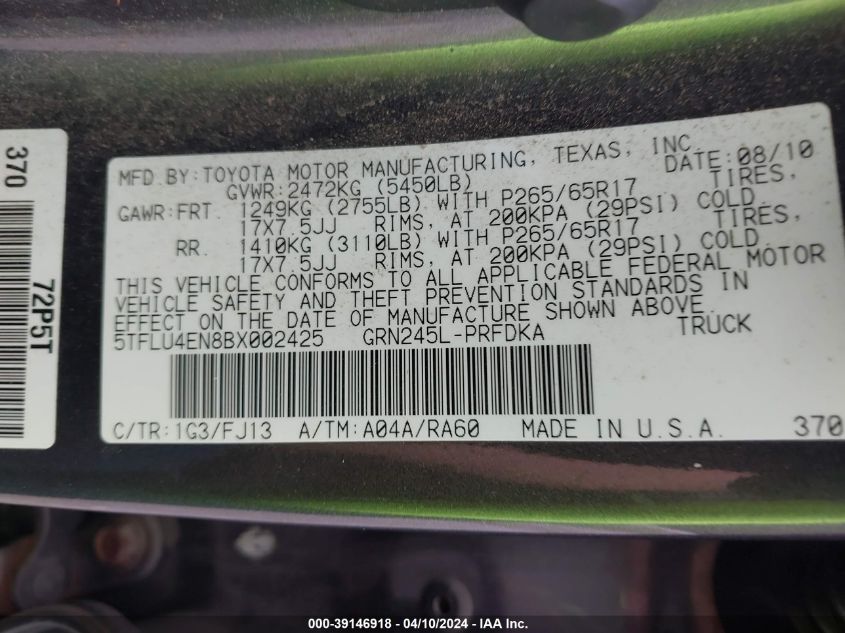 370
72P5T
MFD.BY:TOYOTA MOTOR MANUFACTURING, TEXAS, INC.
DATE:08/10
GVWR:2472KG (5450LB)
GAWR:FRT. 1249KG (2755LB) WITH P265/65R17 TIRES,
17X7.5JJ RIMS, AT 200KPA (29PSI) COLD.
RR. 1410KG (3110LB) WITH P265/65R17 TIRES,
17X7.5JJ RIMS, AT 200KPA (29PSI) COLD.
THIS VEHICLE CONFORMS TO ALL APPLICABLE FEDERAL MOTOR
VEHICLE SAFETY AND THEFT PREVENTION STANDARDS IN
EFFECT ON THE DATE OF MANUFACTURE SHOWN ABOVE.
5TFLU4EN8BX002425 GRN245L-PRFDKA TRUCK
C/TR:1G3/FJ13 A/TM:A04A/RA60 MADE IN U.S.A. 370
000-39146918 - 04/10/2024 - IAA Inc.